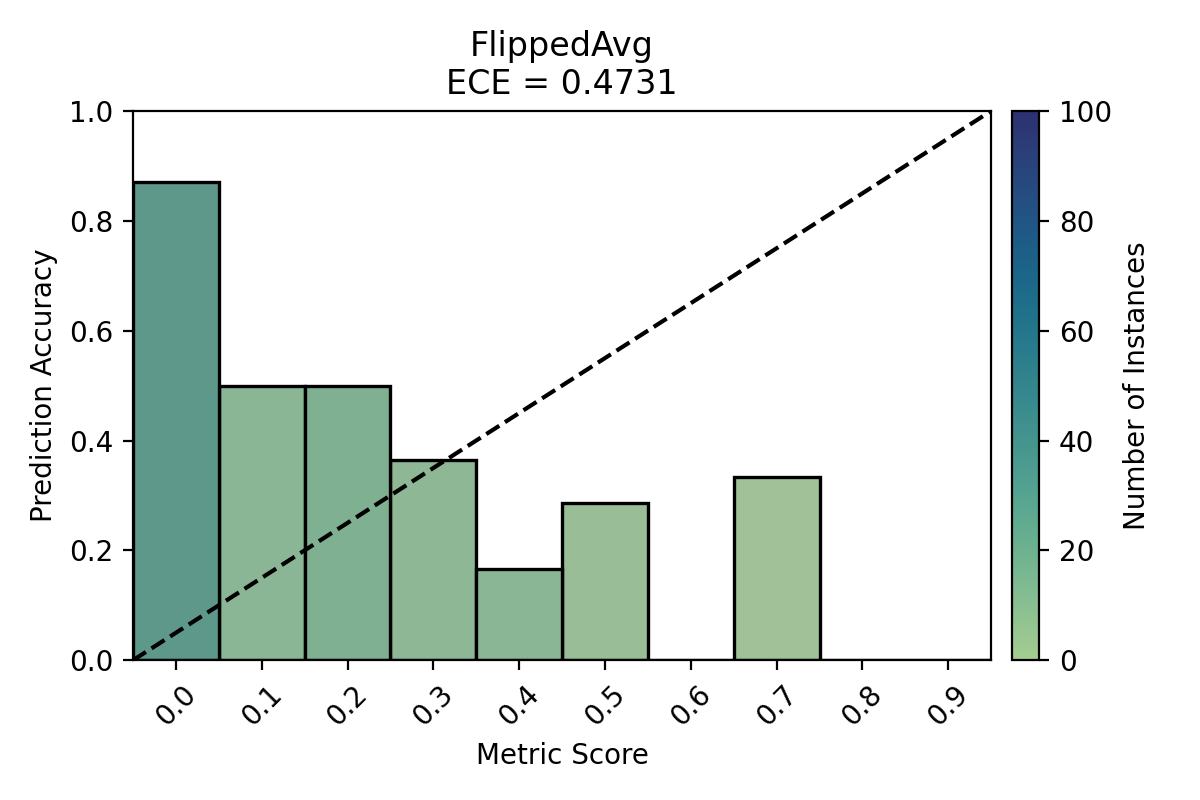 FlippedAvg
ECE = 0.4731
Prediction Accuracy
1.0
0.8
0.6
0.4
0.2
0.0
0.0 0.1 0.2 0.3 0.4 0.5 0.6 0.7 0.8 0.9
Metric Score
100
80
60
40
20
0
Number of Instances